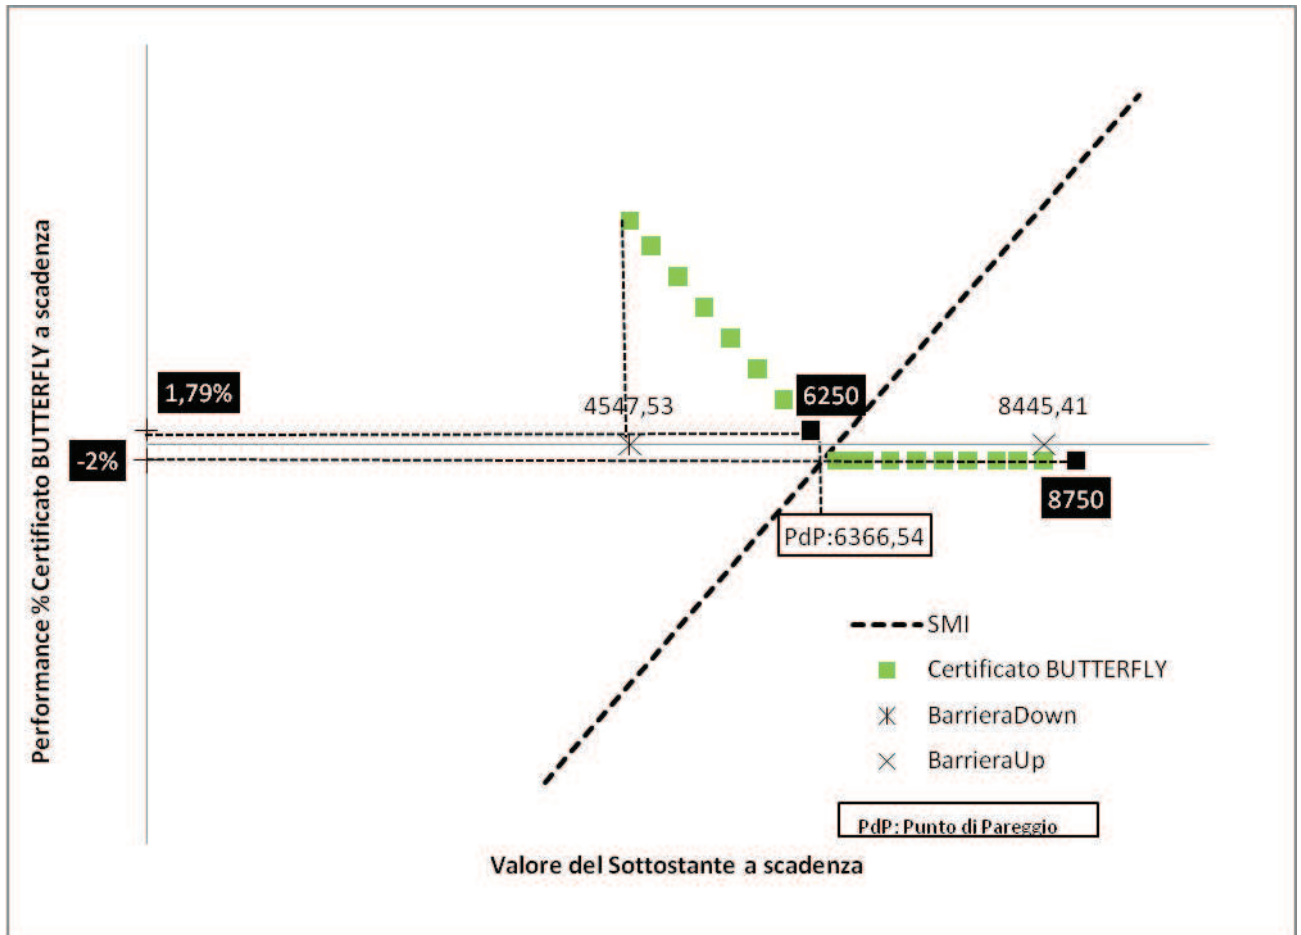 Performance % Certificato BUTTERFLY a scadenza
1,79%
4547,53
6250
8445,41
-2%
8750
PdP:6366,54
SMI
Certificato BUTTERFLY
BarrieraDown
BarrieraUp
PdP: Punto di Pareggio
Valore del Sottostante a scadenza